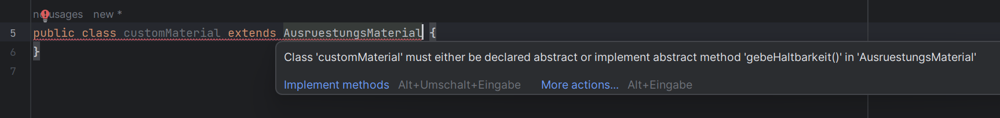 no usages new *
5 public class customMaterial extends AusruestungsMaterial {
6 }
7
Class 'customMaterial' must either be declared abstract or implement abstract method 'gebeHaltbarkeit()' in 'AusruestungsMaterial'
Implement methods Alt+Umschalt+Eingabe More actions... Alt+Eingabe